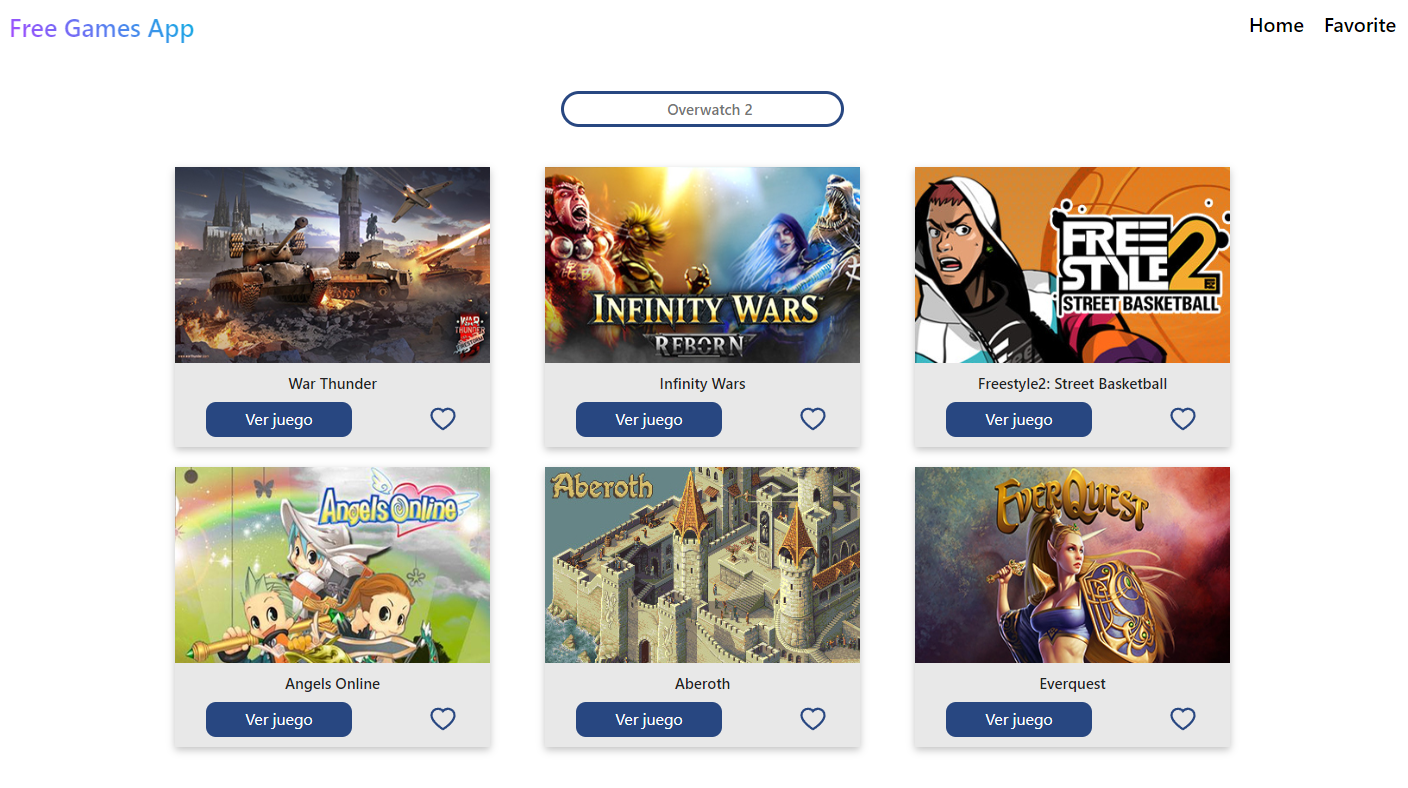 Free Games App
Home
Favorite
Overwatch 2
WAR
THUNDER
INFINITY WARS
REBORN
FREE
STYLE 2
STREET BASKETBALL
War Thunder
Infinity Wars
Freestyle2: Street Basketball
Ver juego
Ver juego
Ver juego
Angels Online
Aberoth
EverQuest
Angels Online
Aberoth
Everquest
Ver juego
Ver juego
Ver juego